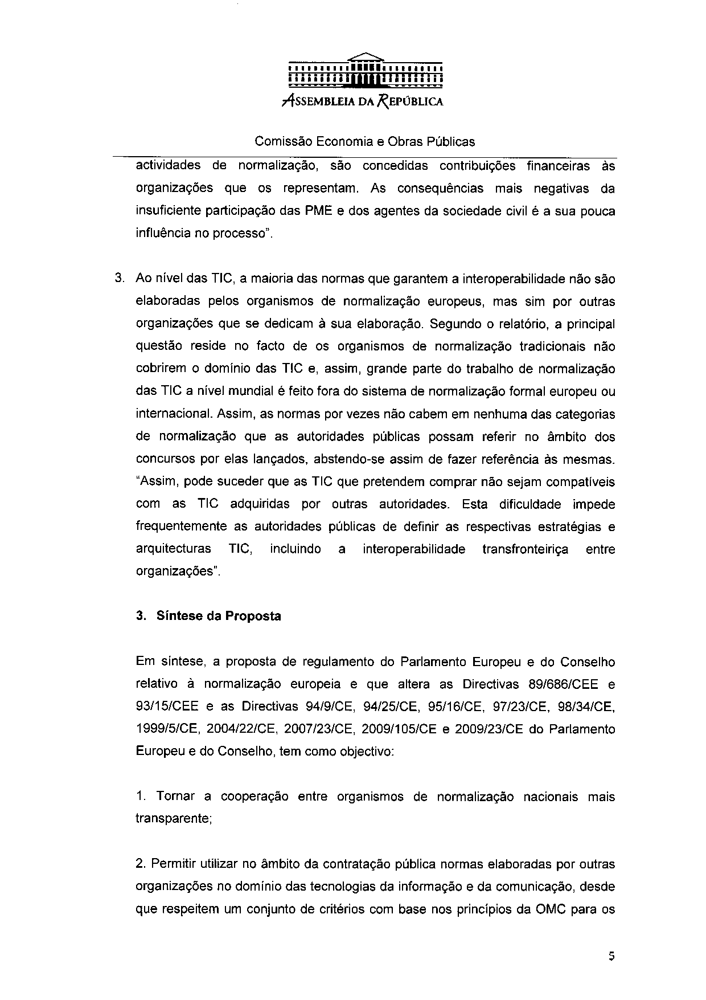 ASSEMBLEIA DA REPÚBLICA
Comissão Economia e Obras Públicas
actividades de normalização, são concedidas contribuições financeiras às
organizações que os representam. As consequências mais negativas da
insuficiente participação das PME e dos agentes da sociedade civil é a sua pouca
influência no processo”.
3. Ao nível das TIC, a maioria das normas que garantem a interoperabilidade não são
elaboradas pelos organismos de normalização europeus, mas sim por outras
organizações que se dedicam à sua elaboração. Segundo o relatório, a principal
questão reside no facto de os organismos de normalização tradicionais não
cobrirem o domínio das TIC e, assim, grande parte do trabalho de normalização
das TIC a nível mundial é feito fora do sistema de normalização formal europeu ou
internacional. Assim, as normas por vezes não cabem em nenhuma das categorias
de normalização que as autoridades públicas possam referir no âmbito dos
concursos por elas lançados, abstendo-se assim de fazer referência às mesmas.
“Assim, pode suceder que as TIC que pretendem comprar não sejam compatíveis
com as TIC adquiridas por outras autoridades. Esta dificuldade impede
frequentemente as autoridades públicas de definir as respectivas estratégias e
arquitecturas TIC, incluindo a interoperabilidade transfronteiriça entre
organizações”.
3. Síntese da Proposta
Em síntese, a proposta de regulamento do Parlamento Europeu e do Conselho
relativo à normalização europeia e que altera as Directivas 89/686/CEE e
93/15/CEE e as Directivas 94/9/CE, 94/25/CE, 95/16/CE, 97/23/CE, 98/34/CE,
1999/5/CE, 2004/22/CE, 2007/23/CE, 2009/105/CE e 2009/23/CE do Parlamento
Europeu e do Conselho, tem como objectivo:
1. Tornar a cooperação entre organismos de normalização nacionais mais
transparente;
2. Permitir utilizar no âmbito da contratação pública normas elaboradas por outras
organizações no domínio das tecnologias da informação e da comunicação, desde
que respeitem um conjunto de critérios com base nos princípios da OMC para os
5